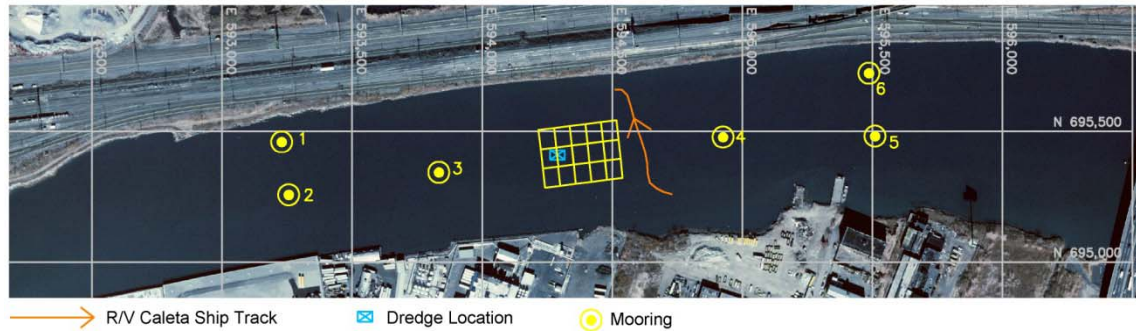 ,500
E 593,000
E 593,500
E 594,000
E 594,
E 595,000
E 595,500
E 596,000
6
N 695,500
1
4
5
3
2
N 695,000
R/V Caleta Ship Track
Dredge Location
Mooring